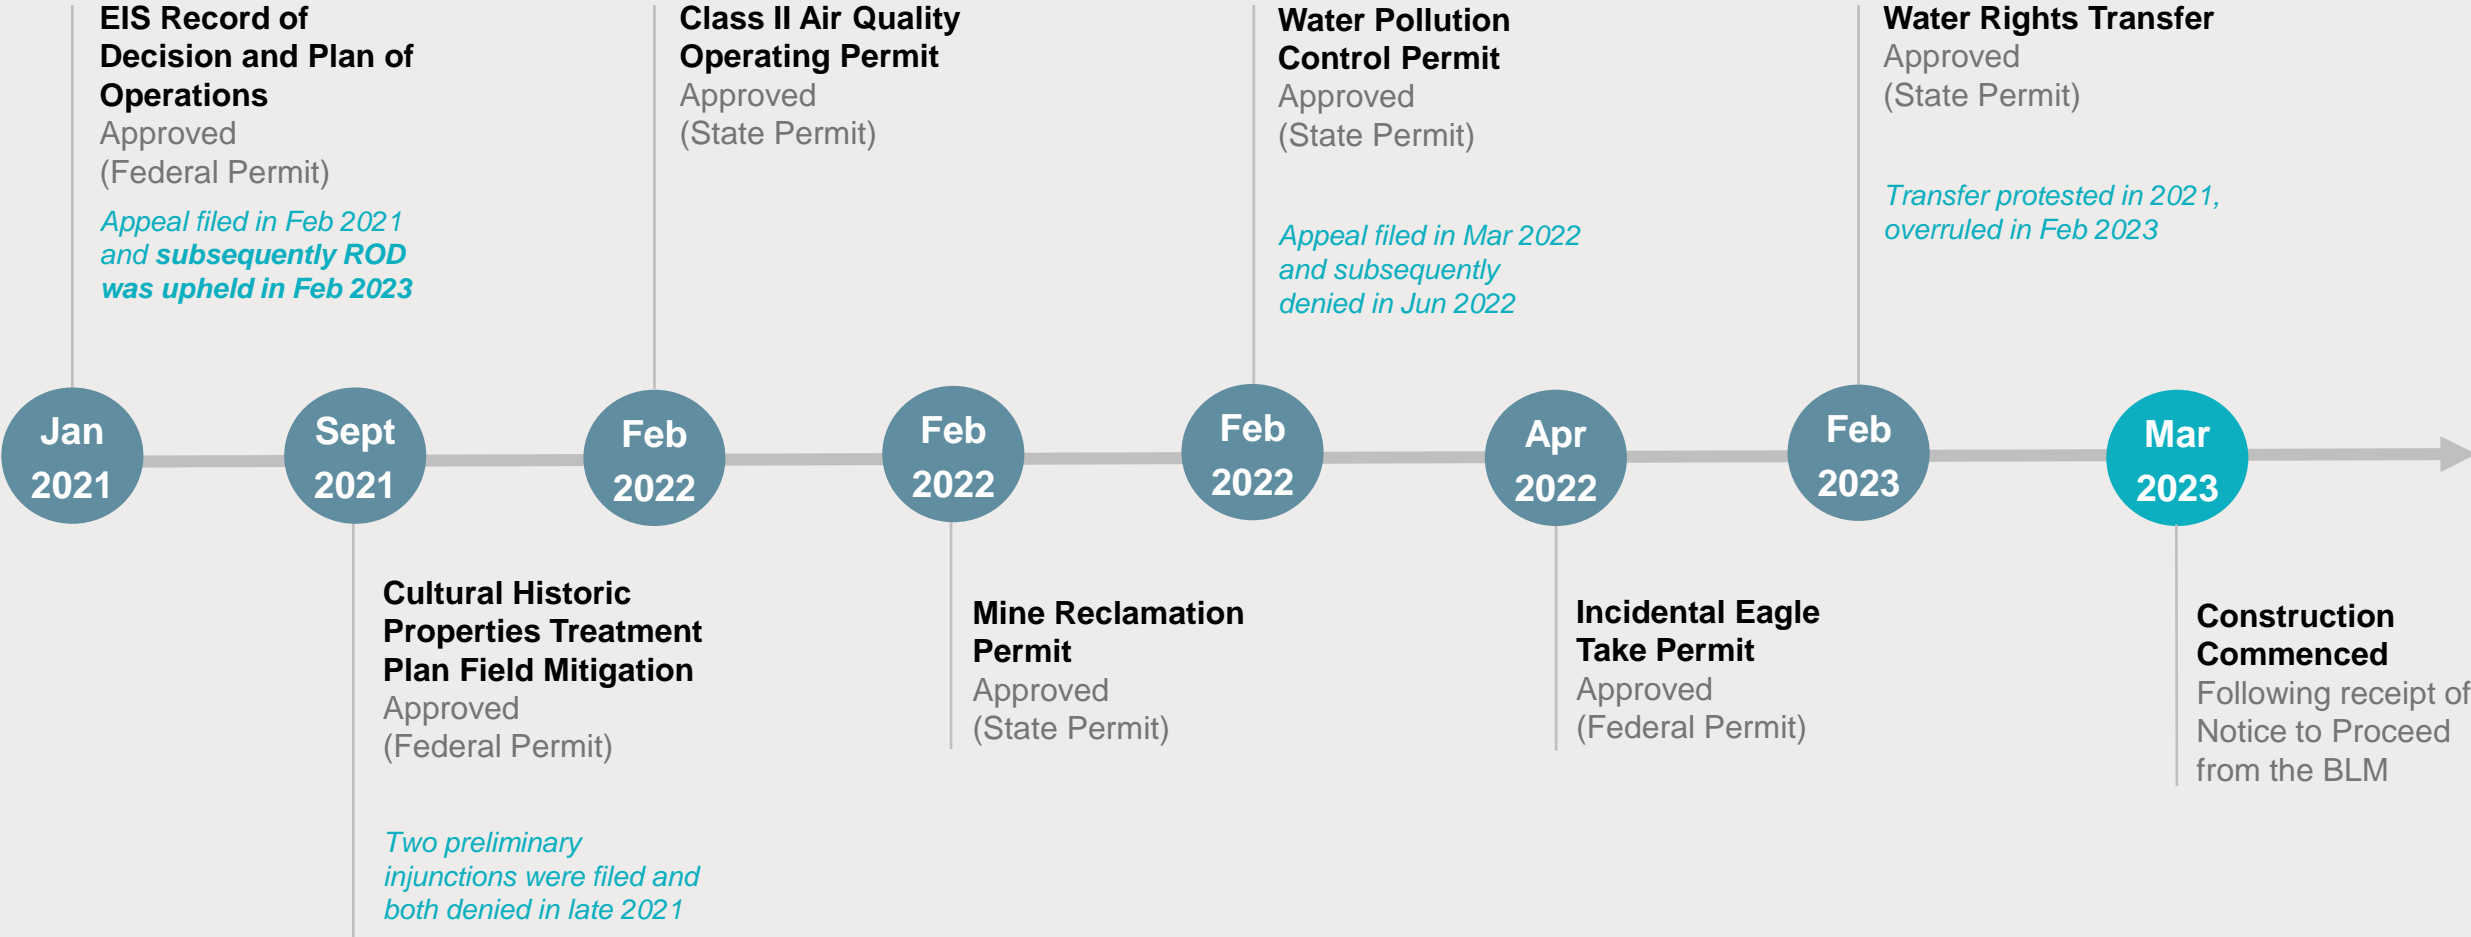 EIS Record of
Decision and Plan of
Operations
Approved
(Federal Permit)
Appeal filed in Feb 2021
and subsequently ROD
was upheld in Feb 2023
Class II Air Quality
Operating Permit
Approved
(State Permit)
Water Pollution
Control Permit
Approved
(State Permit)
Appeal filed in Mar 2022
and subsequently
denied in Jun 2022
Water Rights Transfer
Approved
(State Permit)
Transfer protested in 2021,
overruled in Feb 2023
Jan
2021
Sept
2021
Feb
2022
Feb
2022
Feb
2022
Apr
2022
Feb
2023
Mar
2023
Cultural Historic
Properties Treatment
Plan Field Mitigation
Approved
(Federal Permit)
Two preliminary
injunctions were filed and
both denied in late 2021
Mine Reclamation
Permit
Approved
(State Permit)
Incidental Eagle
Take Permit
Approved
(Federal Permit)
Construction
Commenced
Following receipt of
Notice to Proceed
from the BLM